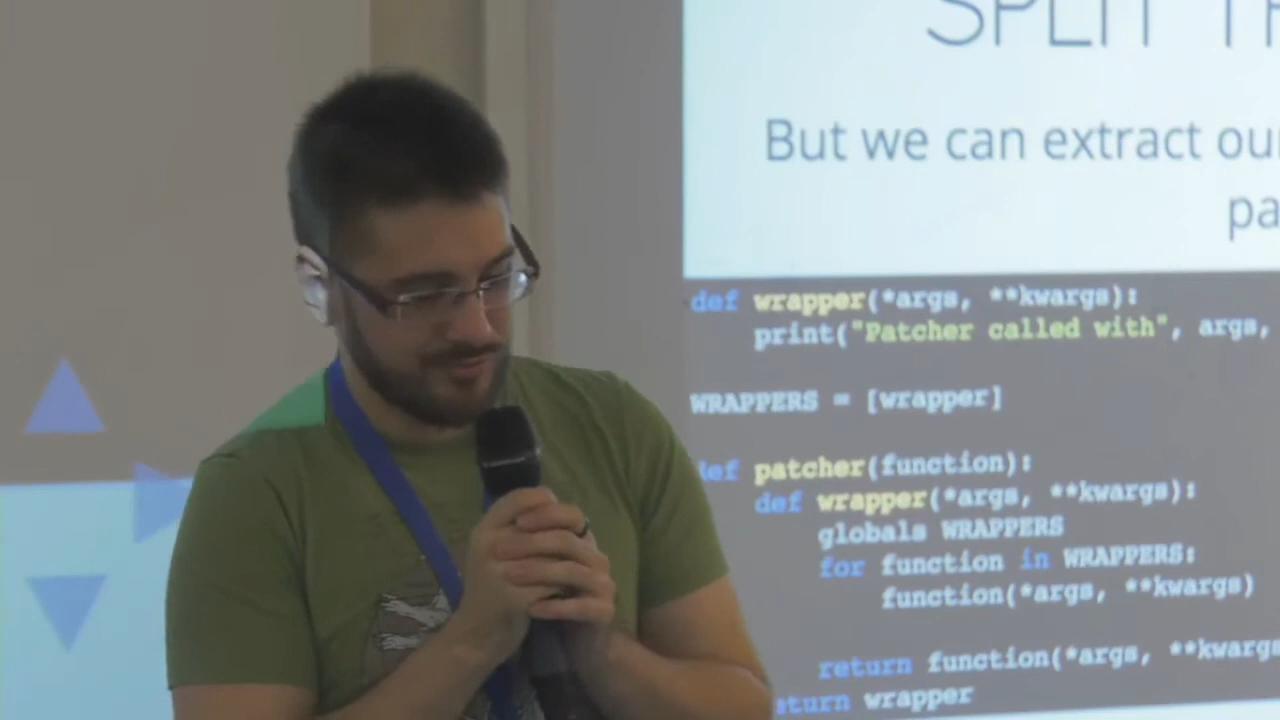 SPLIT
But we can extract
def wrapper(*args, **kwargs):
print("Patcher called with", args,
WRAPPERS = [wrapper]
def patcher(function):
def wrapper(*args, **kwargs):
globals WRAPPERS
for function in WRAPPERS:
function(*args, **kwargs)
return function(*args, **kwargs
return wrapper